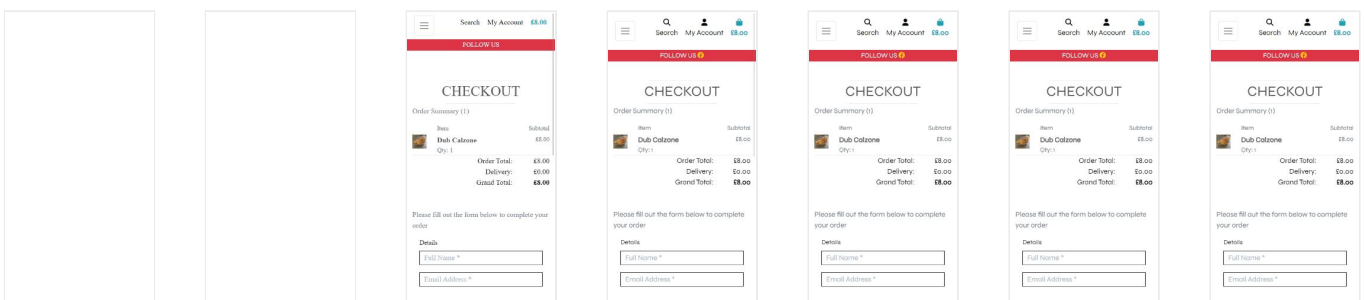 Search My Account £8.00
FOLLOW US
CHECKOUT
Order Summary (1)
Item Subtotal
Dub Calzone £8.00
Qty: 1
Order Total: £8.00
Delivery: £0.00
Grand Total: £8.00
Please fill out the form below to complete your
order
Details
Full Name *
Email Address *
Search My Account £8.00
FOLLOW US
CHECKOUT
Order Summary (1)
Item Subtotal
Dub Calzone £8.00
Qty: 1
Order Total: £8.00
Delivery: £0.00
Grand Total: £8.00
Please fill out the form below to complete
your order
Details
Full Name *
Email Address *
Search My Account £8.00
FOLLOW US
CHECKOUT
Order Summary (1)
Item Subtotal
Dub Calzone £8.00
Qty: 1
Order Total: £8.00
Delivery: £0.00
Grand Total: £8.00
Please fill out the form below to complete
your order
Details
Full Name *
Email Address *
Search My Account £8.00
FOLLOW US
CHECKOUT
Order Summary (1)
Item Subtotal
Dub Calzone £8.00
Qty: 1
Order Total: £8.00
Delivery: £0.00
Grand Total: £8.00
Please fill out the form below to complete
your order
Details
Full Name *
Email Address *
Search My Account £8.00
FOLLOW US
CHECKOUT
Order Summary (1)
Item Subtotal
Dub Calzone £8.00
Qty: 1
Order Total: £8.00
Delivery: £0.00
Grand Total: £8.00
Please fill out the form below to complete
your order
Details
Full Name *
Email Address *